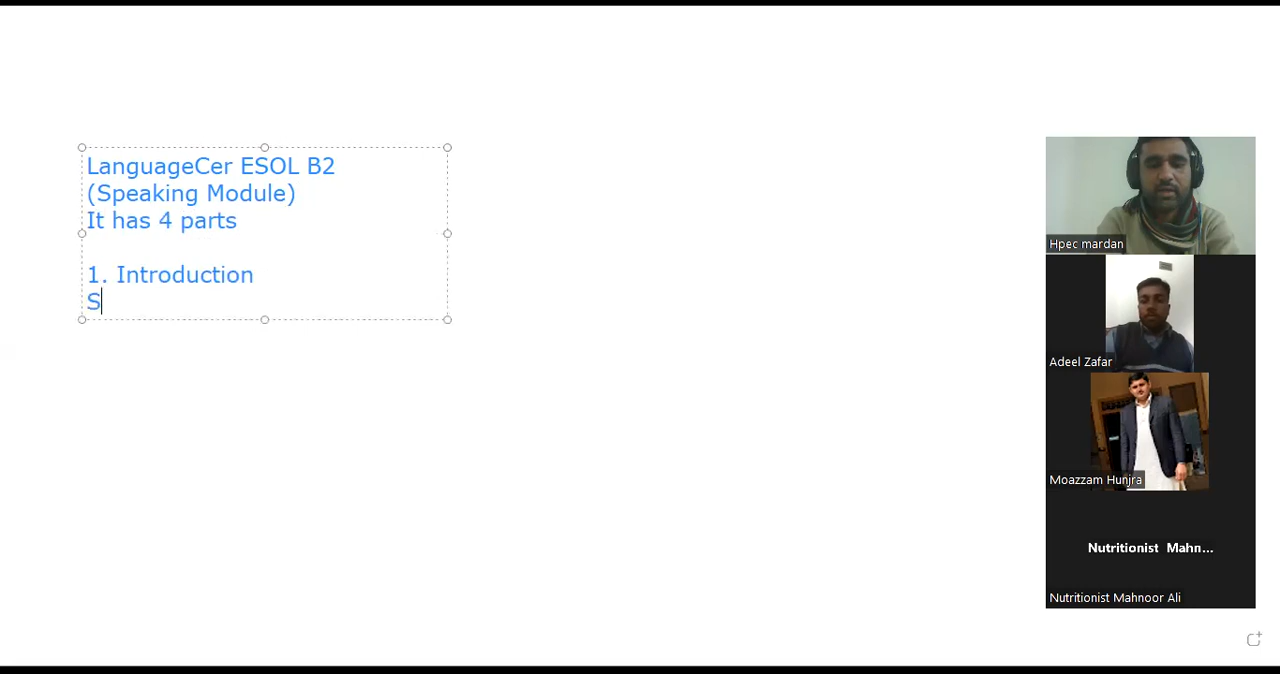 LanguageCer ESOL B2
(Speaking Module)
It has 4 parts
1. Introduction
S
Hpec mardan
Adeel Zafar
Moazzam Hunjra
Nutritionist Mahn...
Nutritionist Mahnoor Ali